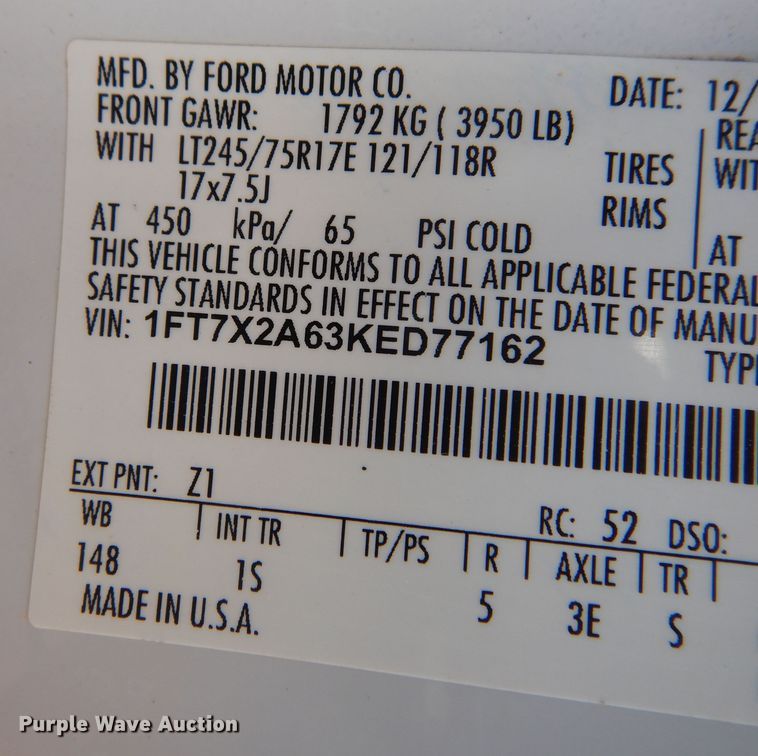 MFD. BY FORD MOTOR CO. DATE: 12/
FRONT GAWR: 1792 KG ( 3950 LB)
WITH LT245/75R17E 121/118R TIRES
17x7.5J RIMS
AT 450 kPa/ 65 PSI COLD AT
THIS VEHICLE CONFORMS TO ALL APPLICABLE FEDERAL
SAFETY STANDARDS IN EFFECT ON THE DATE OF MANU
VIN: 1FT7X2A63KED77162
TYP
EXT PNT: Z1 RC: 52 DSO:
WB INT TR TP/PS R AXLE TR
148 1S 5 3E S
MADE IN U.S.A.
Purple Wave Auction